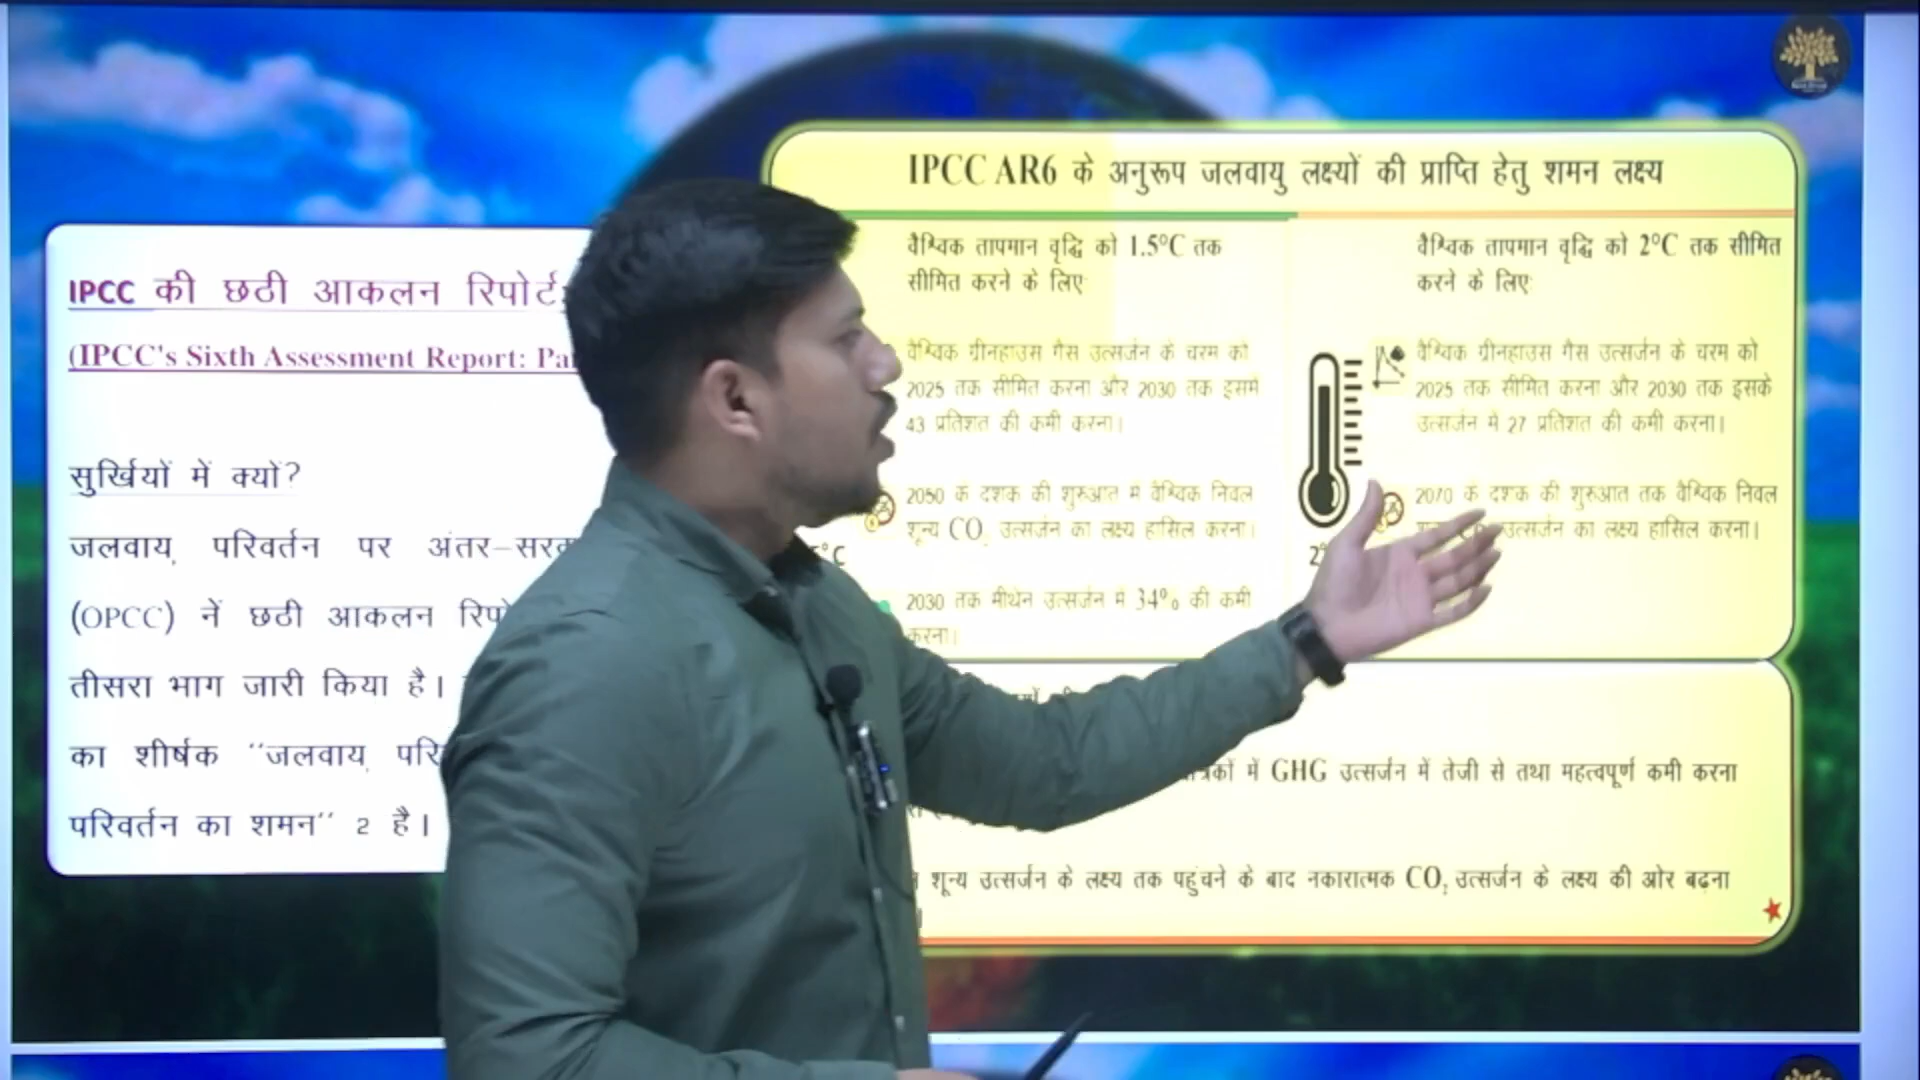 IPCC की छठी आकलन रिपोर्ट
(IPCC's Sixth Assessment Report:
सुर्खियों में क्यों?
जलवायु परिवर्तन पर
(OPCC) नें छठी आकलन
तीसरा भाग जारी किया है।
का शीर्षक ‘‘जलवायु
परिवर्तन का शमन’’ 2 है।
IPCC AR6 के अनुरूप जलवायु लक्ष्यों की प्राप्ति हेतु शमन लक्ष्य
वैश्विक तापमान वृद्धि को 1.5°C तक
सीमित करने के लिए
वैश्विक ग्रीनहाउस गैस उत्सर्जन के चरम को
2025 तक सीमित करना और 2030 तक इसमें
43 प्रतिशत की कमी करना।
2050 के दशक की शुरूआत में वैश्विक निवल
शून्य CO₂ उत्सर्जन का लक्ष्य हासिल करना।
2030 तक मीथेन उत्सर्जन में 34% की कमी
करना।
वैश्विक तापमान वृद्धि को 2°C तक सीमित
करने के लिए
वैश्विक ग्रीनहाउस गैस उत्सर्जन के चरम को
2025 तक सीमित करना और 2030 तक इसके
उत्सर्जन में 27 प्रतिशत की कमी करना।
2070 के दशक की शुरूआत तक वैश्विक निवल
उत्सर्जन का लक्ष्य हासिल करना।
में GHG उत्सर्जन में तेजी से तथा महत्वपूर्ण कमी करना
शून्य उत्सर्जन के लक्ष्य तक पहुंचने के बाद नकारात्मक CO₂ उत्सर्जन के लक्ष्य की ओर बढना